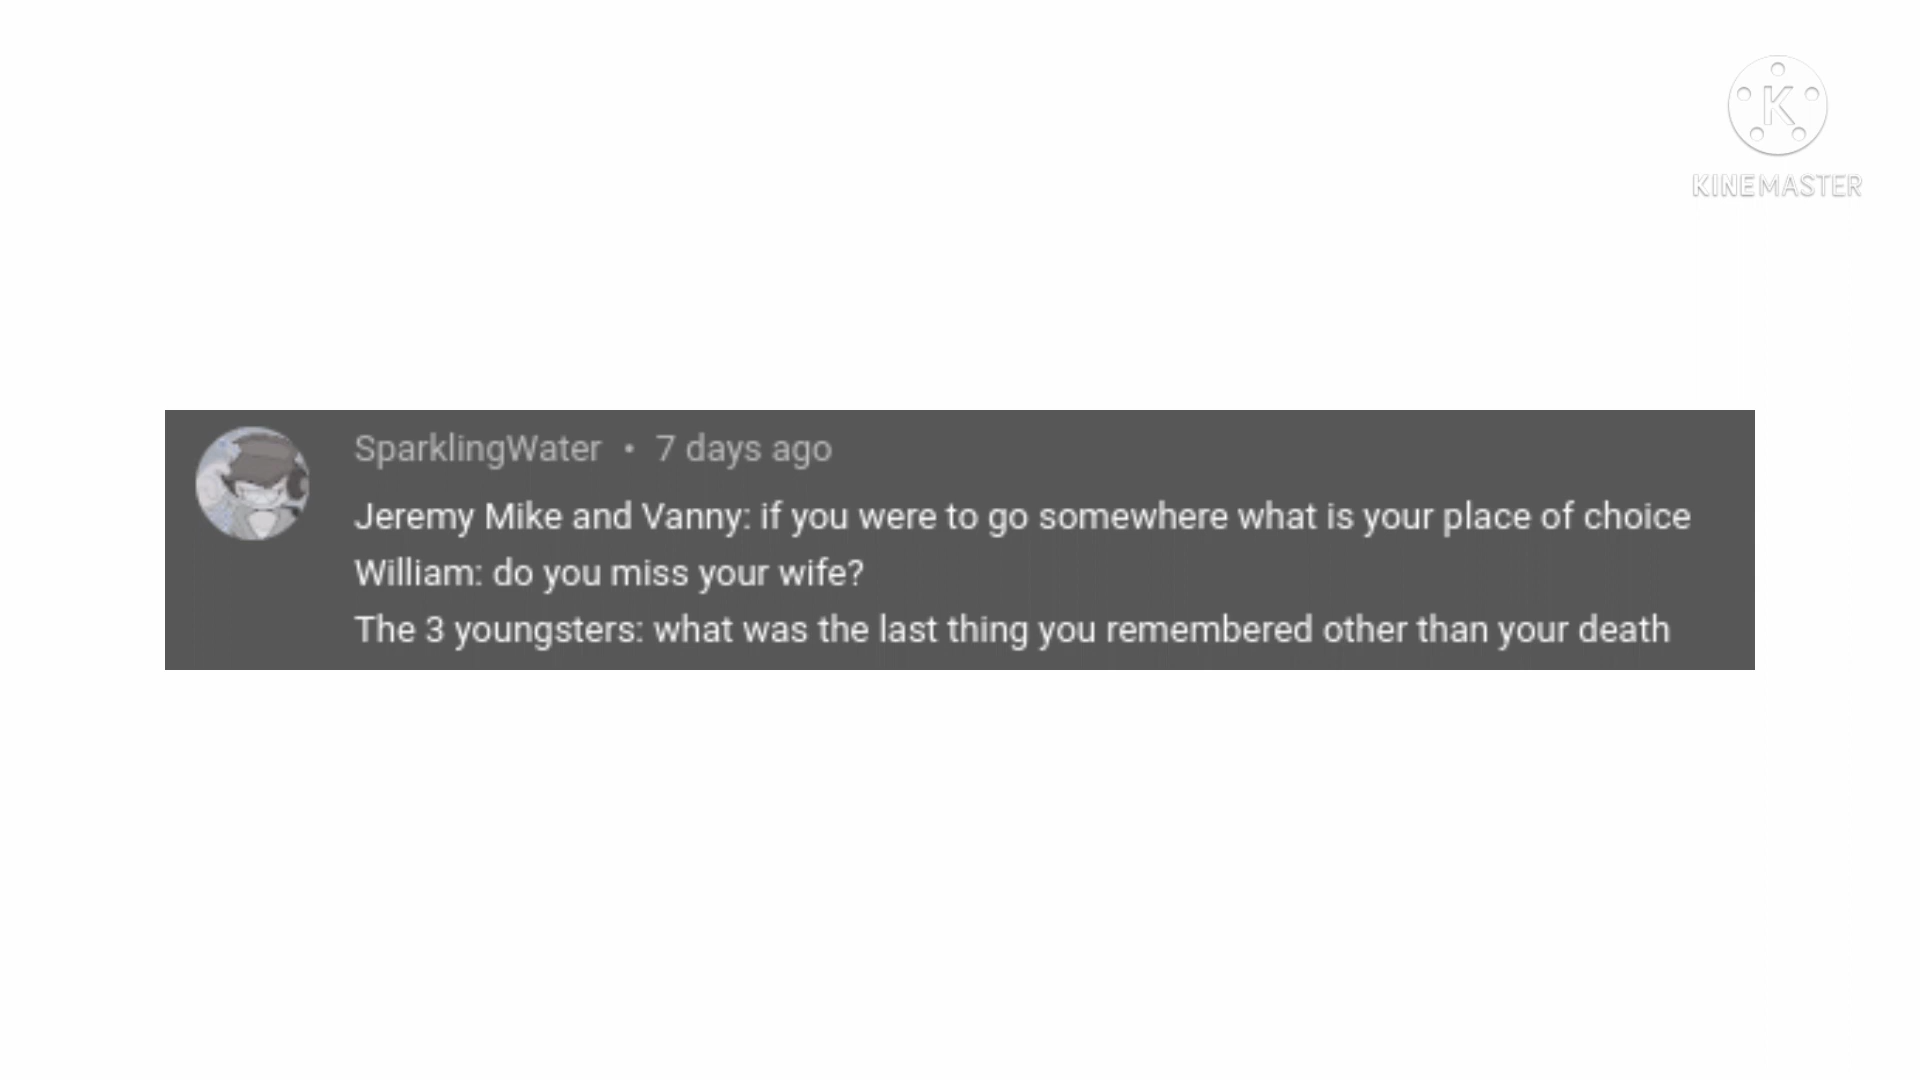 K
KINEMASTER
SparklingWater • 7 days ago
Jeremy Mike and Vanny: if you were to go somewhere what is your place of choice
William: do you miss your wife?
The 3 youngsters: what was the last thing you remembered other than your death